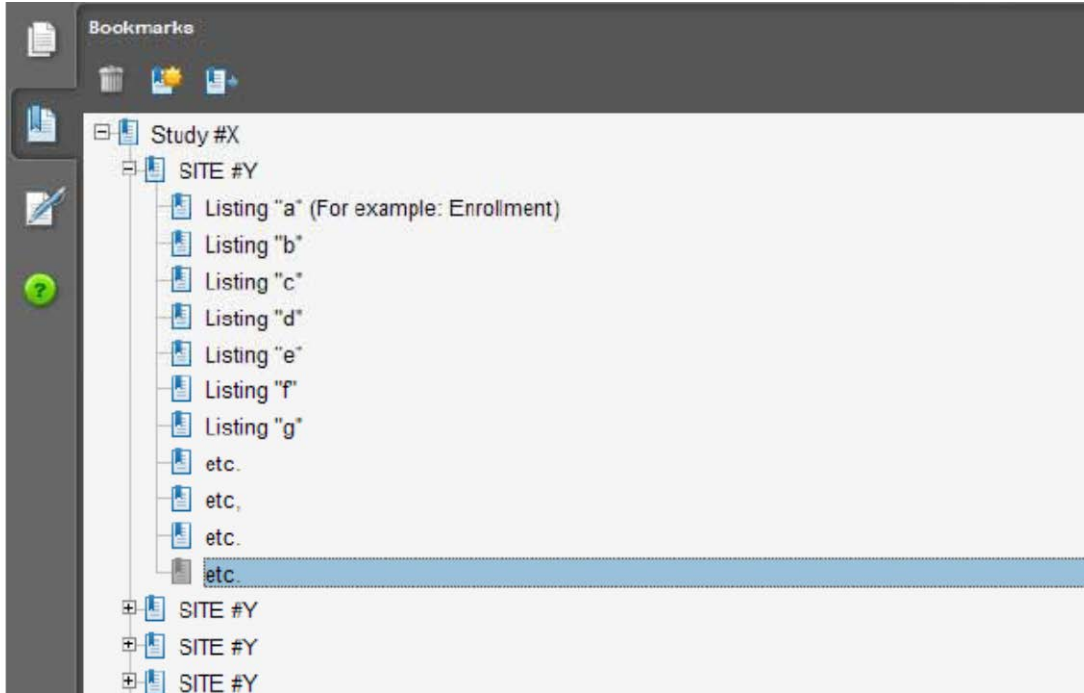 Bookmarks
Study #X
SITE #Y
Listing "a" (For example: Enrollment)
Listing "b"
Listing "c"
Listing "d"
Listing "e"
Listing "f"
Listing "g"
etc.
etc,
etc.
etc.
SITE #Y
SITE #Y
SITE #Y